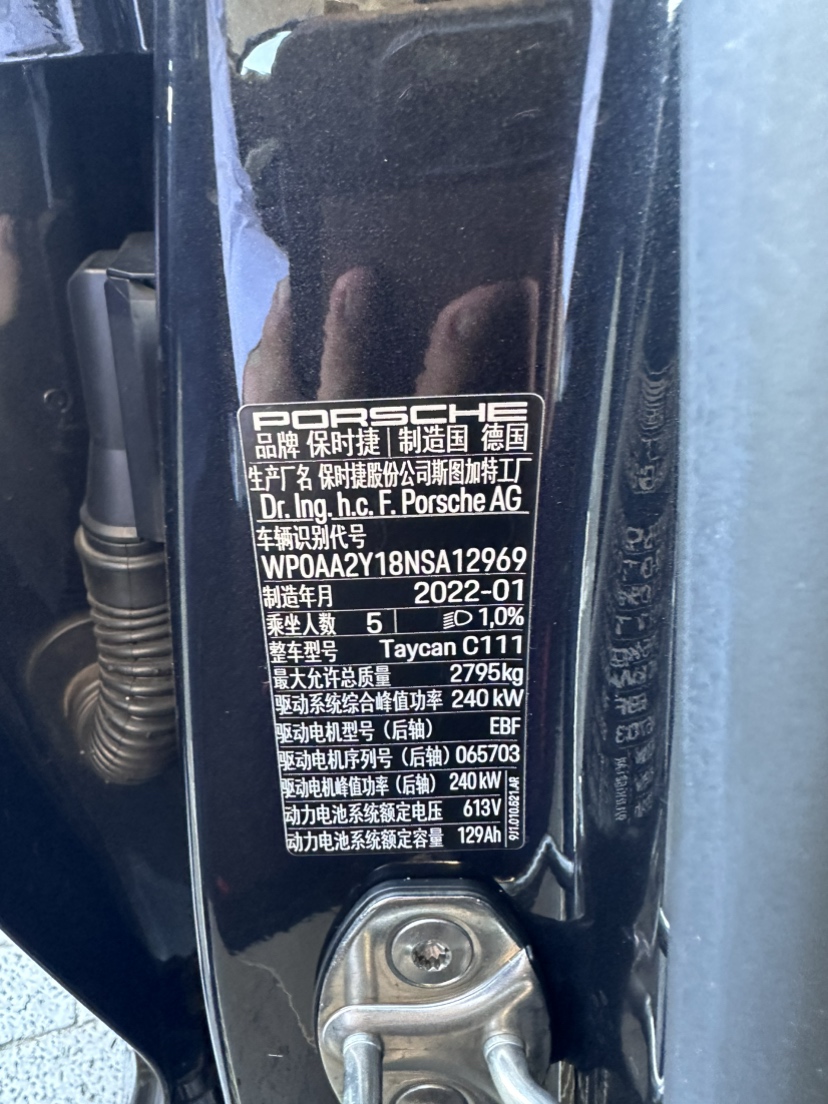 PORSCHE
品牌 保时捷 | 制造国 德国
生产厂名 保时捷股份公司斯图加特工厂
Dr. Ing. h.c. F. Porsche AG
车辆识别代号
WP0AA2Y18NSA12969
制造年月 2022-01
乘坐人数 5 | 1,0%
整车型号 Taycan C111
最大允许总质量 2795kg
驱动系统综合峰值功率 240 kW
驱动电机型号（后轴） EBF
驱动电机序列号（后轴） 065703
驱动电机峰值功率（后轴） 240 kW
动力电池系统额定电压 613V
动力电池系统额定容量 129Ah
9J1.010.521.AR